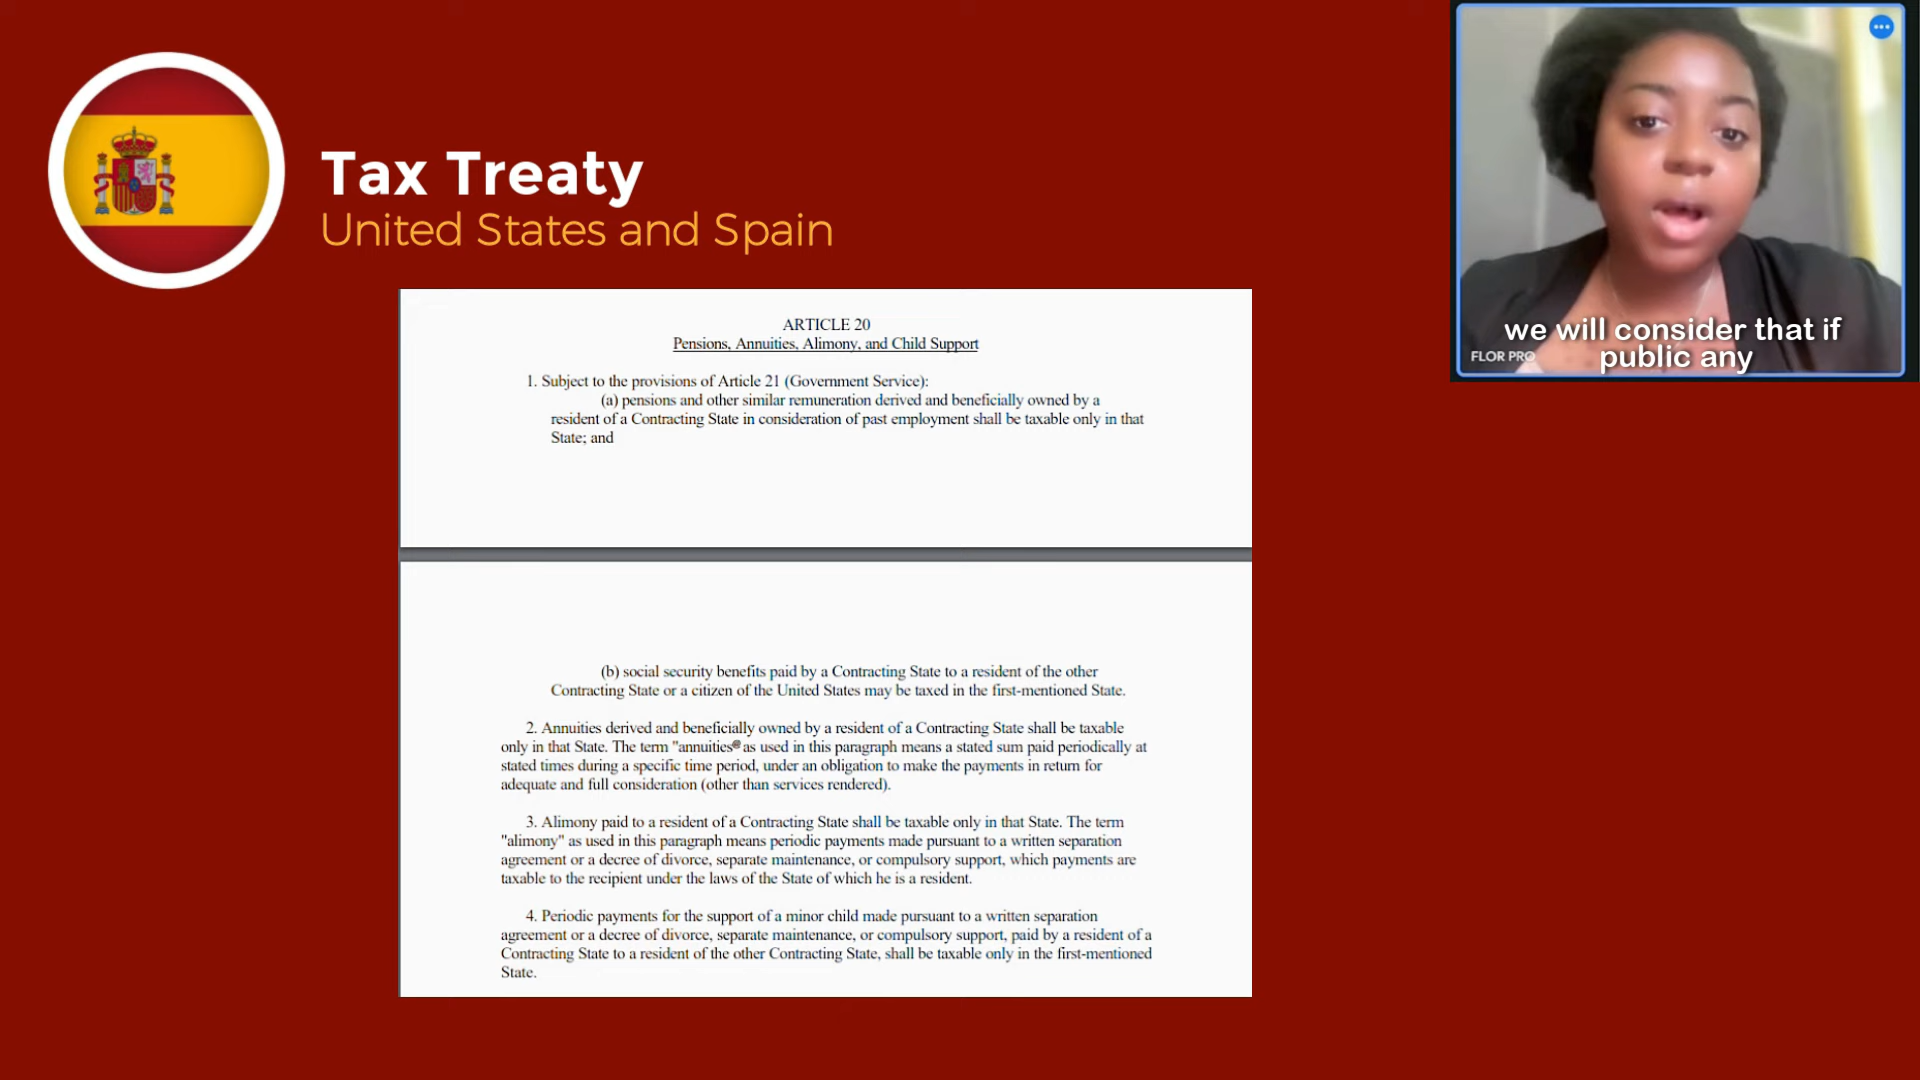 Tax Treaty
United States and Spain
ARTICLE 20
Pensions, Annuities, Alimony, and Child Support
1. Subject to the provisions of Article 21 (Government Service):
(a) pensions and other similar remuneration derived and beneficially owned by a
resident of a Contracting State in consideration of past employment shall be taxable only in that
State; and
(b) social security benefits paid by a Contracting State to a resident of the other
Contracting State or a citizen of the United States may be taxed in the first-mentioned State.
2. Annuities derived and beneficially owned by a resident of a Contracting State shall be taxable
only in that State. The term "annuities@ as used in this paragraph means a stated sum paid periodically at
stated times during a specific time period, under an obligation to make the payments in return for
adequate and full consideration (other than services rendered).
3. Alimony paid to a resident of a Contracting State shall be taxable only in that State. The term
"alimony" as used in this paragraph means periodic payments made pursuant to a written separation
agreement or a decree of divorce, separate maintenance, or compulsory support, which payments are
taxable to the recipient under the laws of the State of which he is a resident.
4. Periodic payments for the support of a minor child made pursuant to a written separation
agreement or a decree of divorce, separate maintenance, or compulsory support, paid by a resident of a
Contracting State to a resident of the other Contracting State, shall be taxable only in the first-mentioned
State.
we will consider that if
public any
FLOR PRO